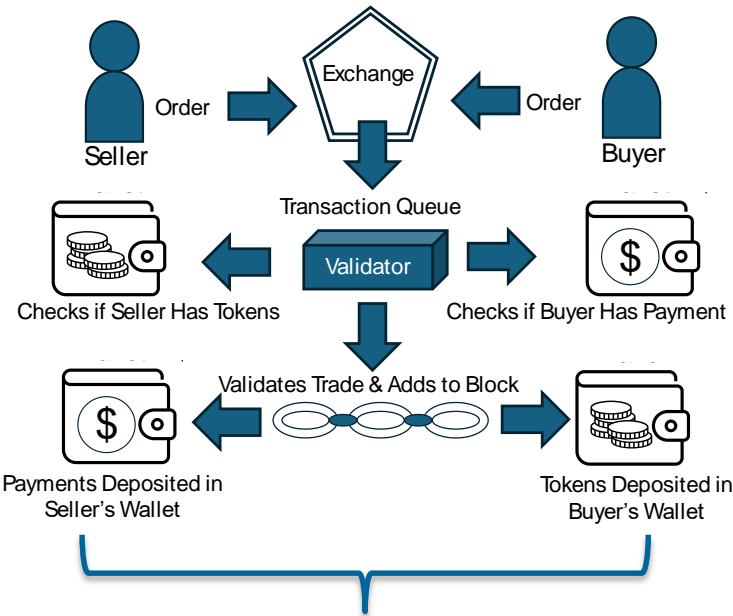 Exchange
Order
Order
Seller
Buyer
Transaction Queue
Validator
$
Checks if Seller Has Tokens
Checks if Buyer Has Payment
Validates Trade & Adds to Block
$
Payments Deposited in
Seller's Wallet
Tokens Deposited in
Buyer's Wallet